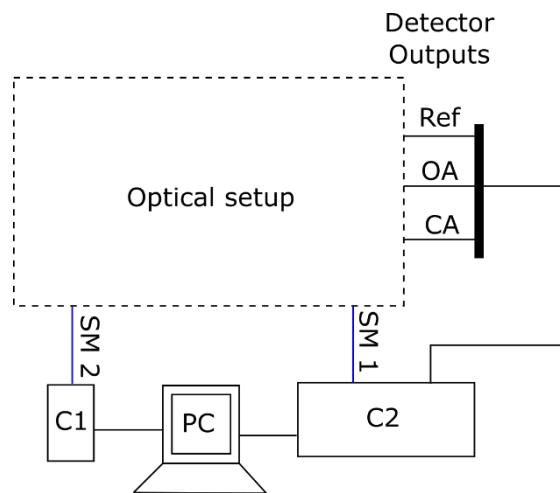 Detector
Outputs
Ref
OA
CA
Optical setup
SM 2
SM 1
C1
PC
C2